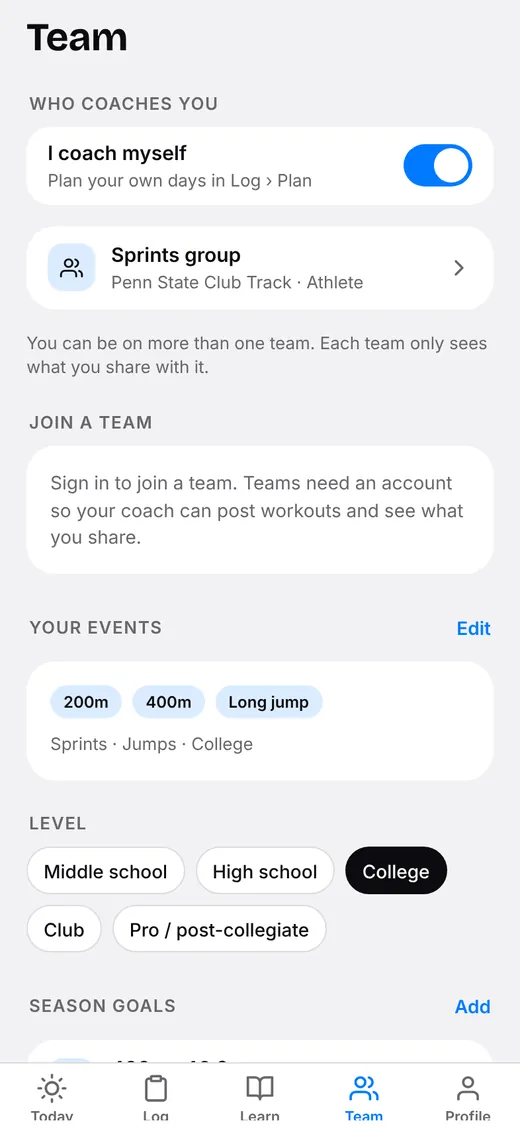 Team
WHO COACHES YOU
I coach myself
Plan your own days in Log › Plan
Sprints group
Penn State Club Track · Athlete
You can be on more than one team. Each team only sees
what you share with it.
JOIN A TEAM
Sign in to join a team. Teams need an account
so your coach can post workouts and see what
you share.
YOUR EVENTS
Edit
200m
400m
Long jump
Sprints · Jumps · College
LEVEL
Middle school
High school
College
Club
Pro / post-collegiate
SEASON GOALS
Add
Today
Log
Learn
Team
Profile